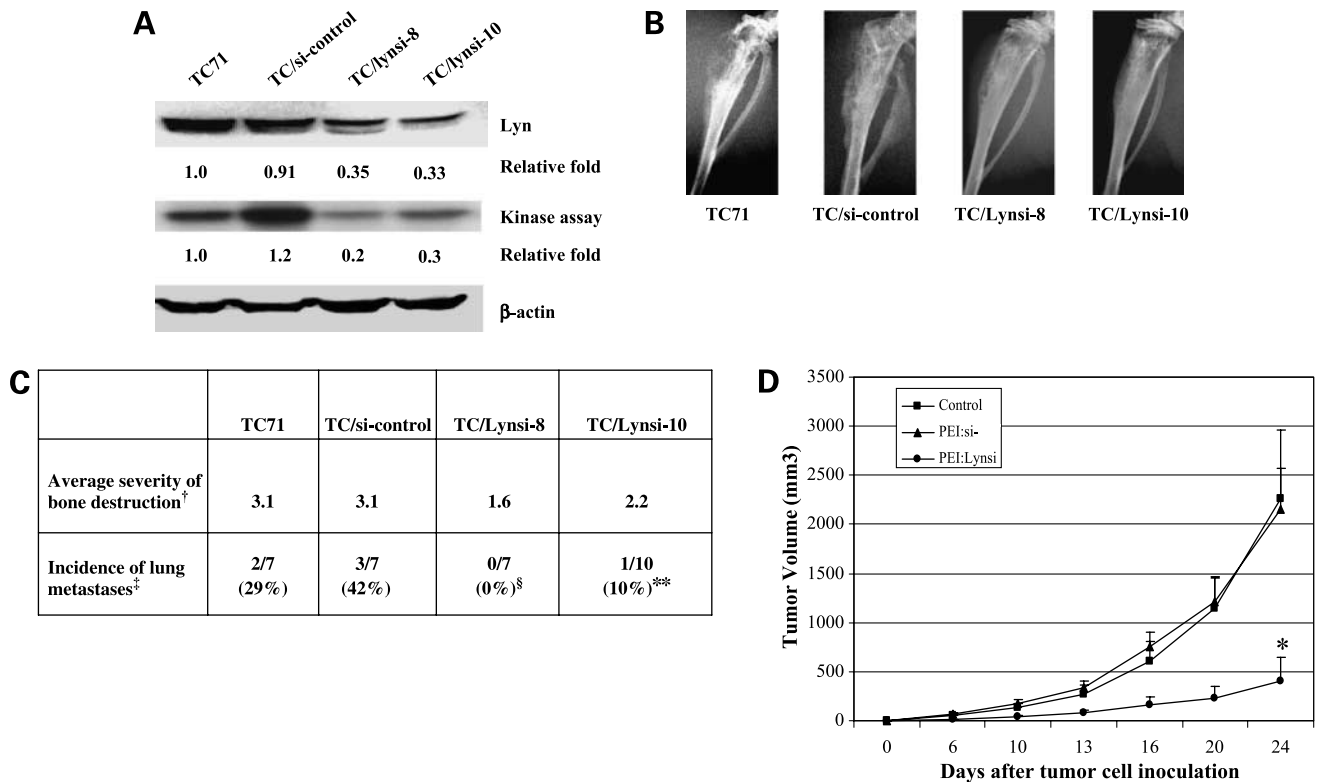 A
TC71
TC/si-control
TC/lynsi-8
TC/lynsi-10
Lyn
1.0 0.91 0.35 0.33 Relative fold
Kinase assay
1.0 1.2 0.2 0.3 Relative fold
β-actin
B
TC71 TC/si-control TC/Lynsi-8 TC/Lynsi-10
C
TC71 TC/si-control TC/Lynsi-8 TC/Lynsi-10
Average severity of
bone destruction†
3.1 3.1 1.6 2.2
Incidence of lung
metastases‡
2/7 3/7 0/7 1/10
(29%) (42%) (0%)§ (10%)**
D
Tumor Volume (mm3)
3500
3000
2500
2000
1500
1000
500
0
Control
PEI:si-
PEI:Lynsi
*
0 6 10 13 16 20 24
Days after tumor cell inoculation